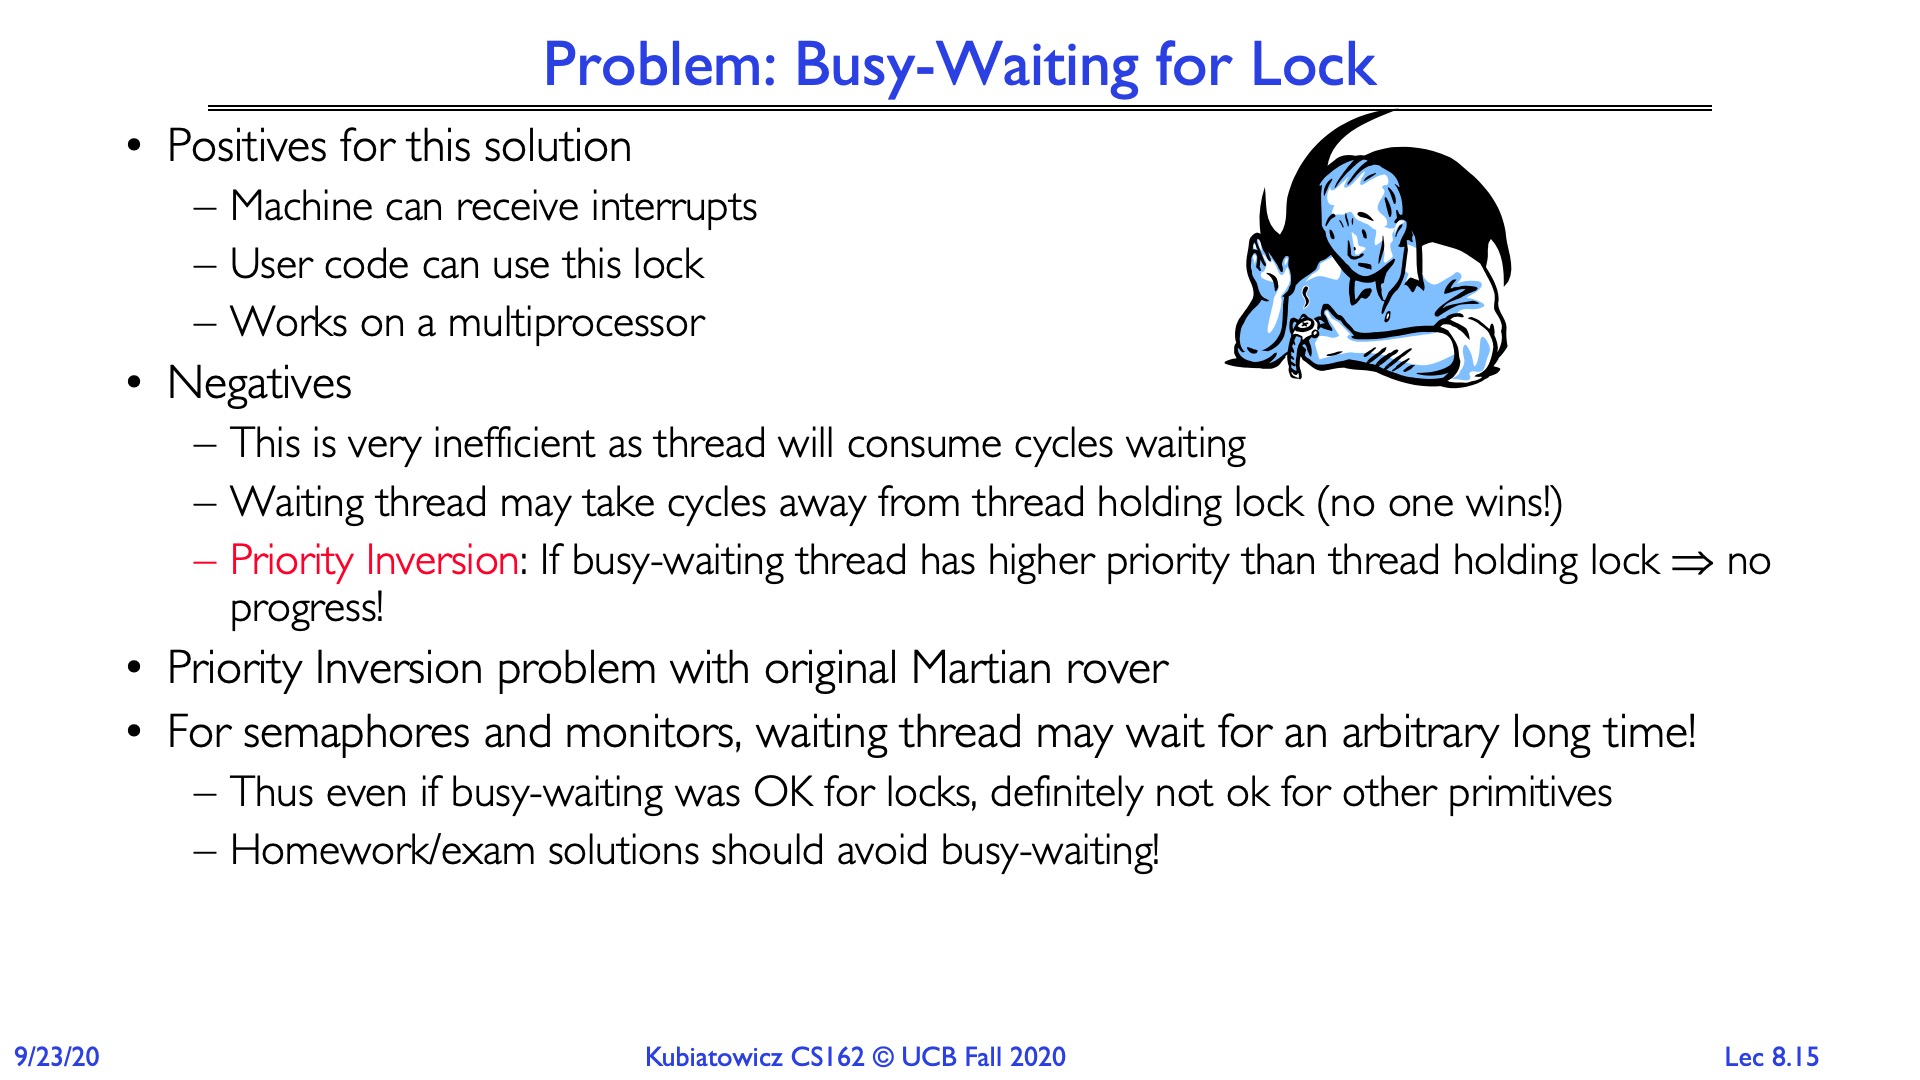 Problem: Busy-Waiting for Lock
• Positives for this solution
– Machine can receive interrupts
– User code can use this lock
– Works on a multiprocessor
• Negatives
– This is very inefficient as thread will consume cycles waiting
– Waiting thread may take cycles away from thread holding lock (no one wins!)
– Priority Inversion: If busy-waiting thread has higher priority than thread holding lock ⇒ no
progress!
• Priority Inversion problem with original Martian rover
• For semaphores and monitors, waiting thread may wait for an arbitrary long time!
– Thus even if busy-waiting was OK for locks, definitely not ok for other primitives
– Homework/exam solutions should avoid busy-waiting!
9/23/20
Kubiatowicz CS162 © UCB Fall 2020
Lec 8.15